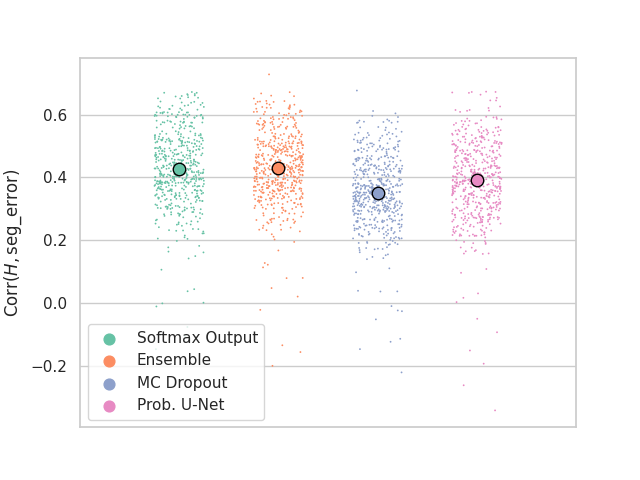 0.6
0.4
0.2
0.0
−0.2
Corr(H, seg_error)
Softmax Output
Ensemble
MC Dropout
Prob. U-Net